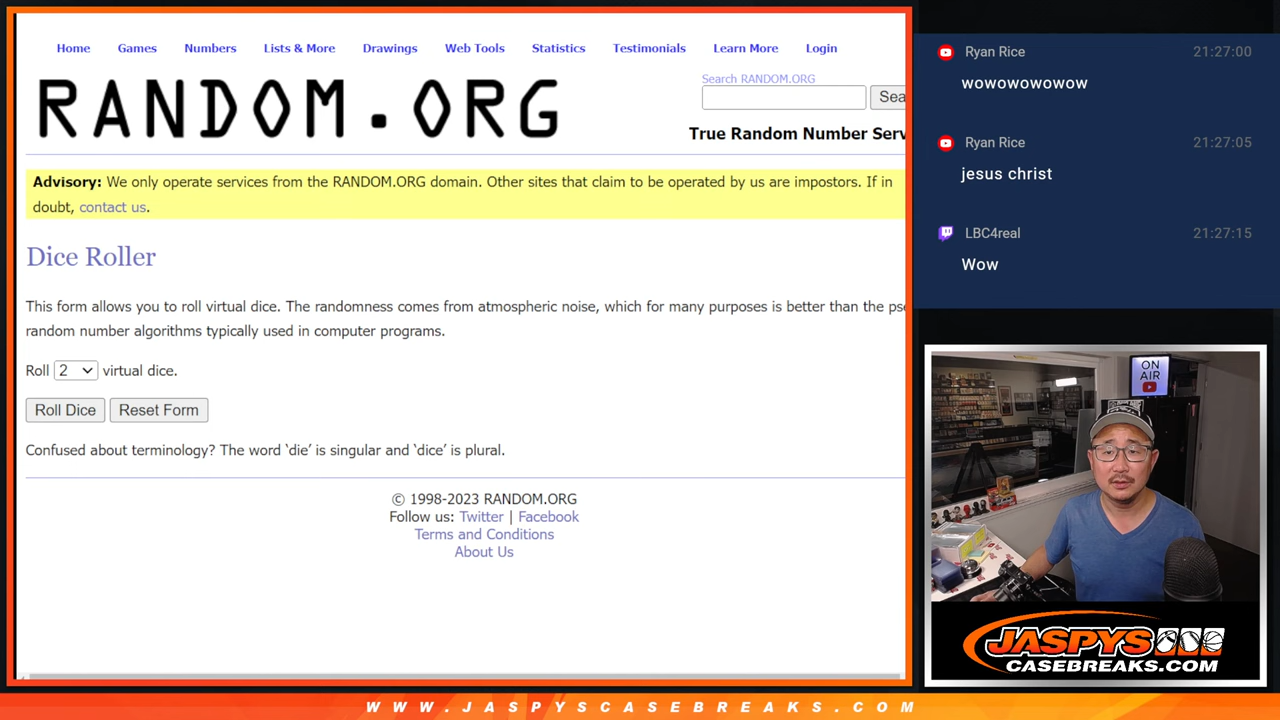 Home Games Numbers Lists & More Drawings Web Tools Statistics Testimonials Learn More Login
RANDOM.ORG
Search RANDOM.ORG
Sea
True Random Number Serv
Advisory: We only operate services from the RANDOM.ORG domain. Other sites that claim to be operated by us are impostors. If in
doubt, contact us.
Dice Roller
This form allows you to roll virtual dice. The randomness comes from atmospheric noise, which for many purposes is better than the pse
random number algorithms typically used in computer programs.
Roll 2 virtual dice.
Roll Dice Reset Form
Confused about terminology? The word ‘die’ is singular and ‘dice’ is plural.
© 1998-2023 RANDOM.ORG
Follow us: Twitter | Facebook
Terms and Conditions
About Us
Ryan Rice 21:27:00
wowowowowow
Ryan Rice 21:27:05
jesus christ
LBC4real 21:27:15
Wow
ON
AIR
JASPYS
CASEBREAKS.COM
WWW.JASPYSCASEBREAKS.COM